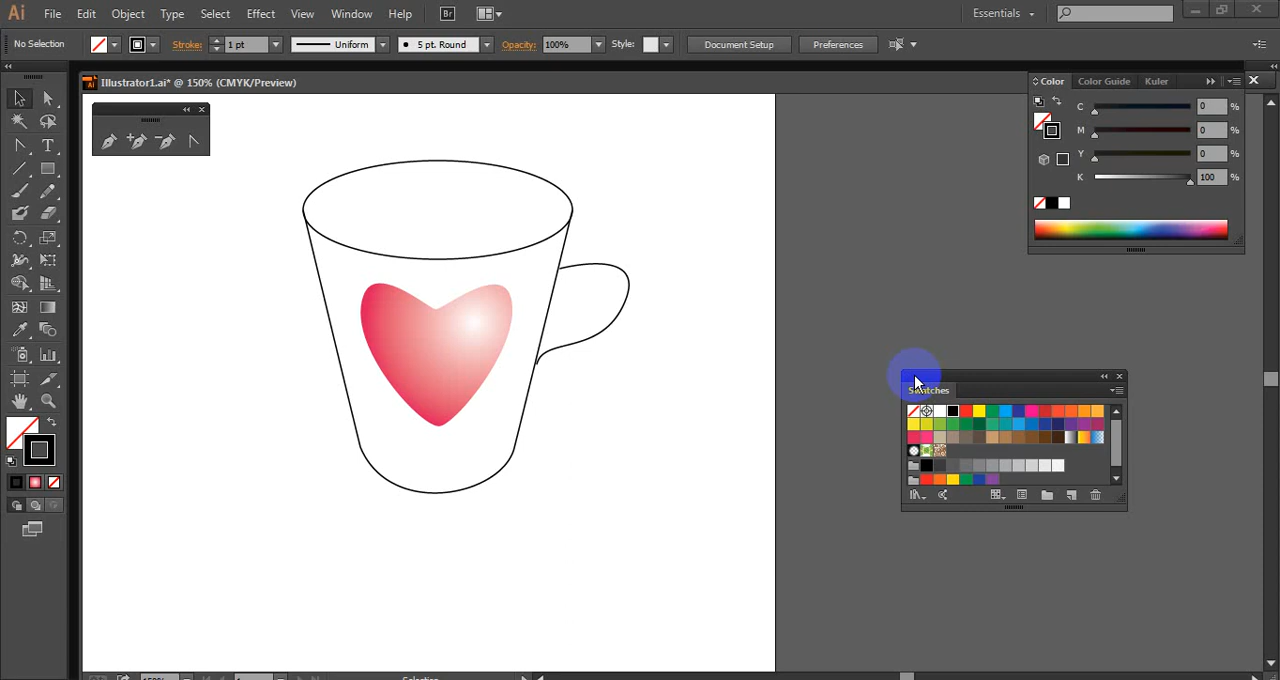 Ai File Edit Object Type Select Effect View Window Help Br Essentials
No Selection Stroke: 1 pt Uniform 5 pt. Round Opacity: 100% Style: Document Setup Preferences
Illustrator1.ai* @ 150% (CMYK/Preview)
Color Color Guide Kuler
C 0 %
M 0 %
Y 0 %
K 100 %
T
Swatches
150% Selection